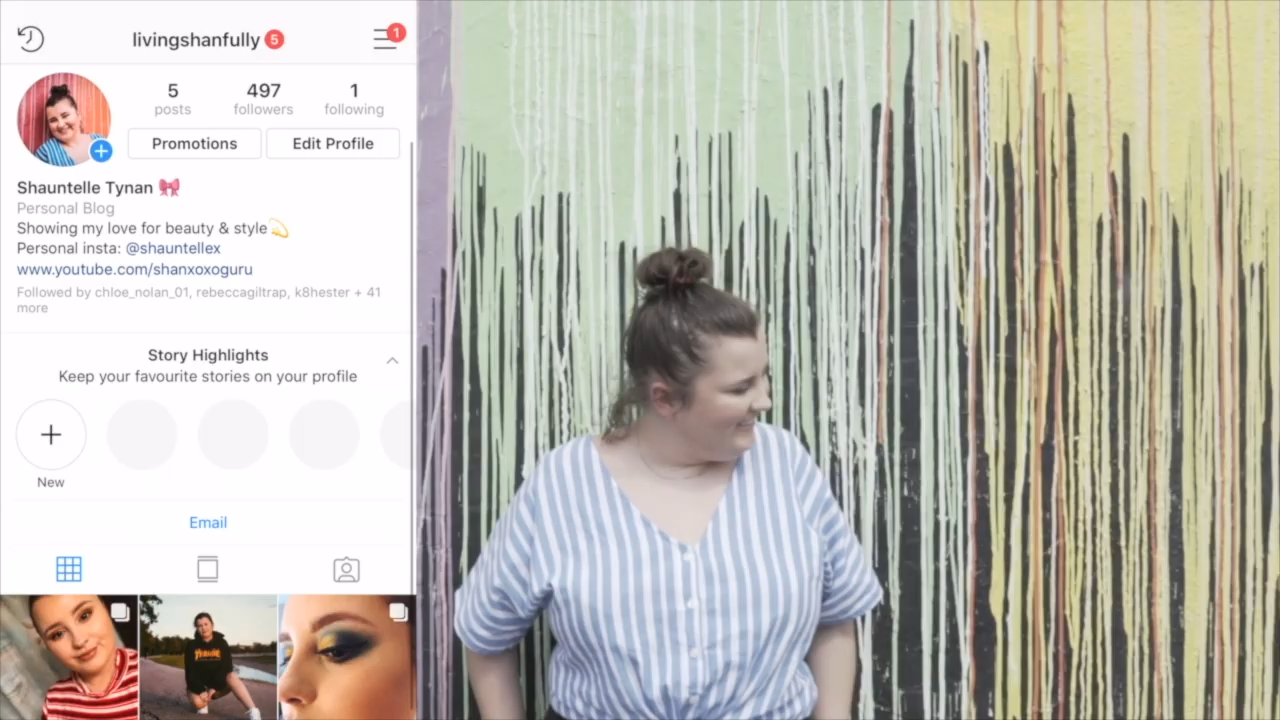 livingshanfully 5
1
5 497 1
posts followers following
Promotions Edit Profile
Shauntelle Tynan 🎀
Personal Blog
Showing my love for beauty & style💫
Personal insta: @shauntellex
www.youtube.com/shanxoxoguru
Followed by chloe_nolan_01, rebeccagiltrap, k8hester + 41
more
Story Highlights
Keep your favourite stories on your profile
New
Email
THRASHER